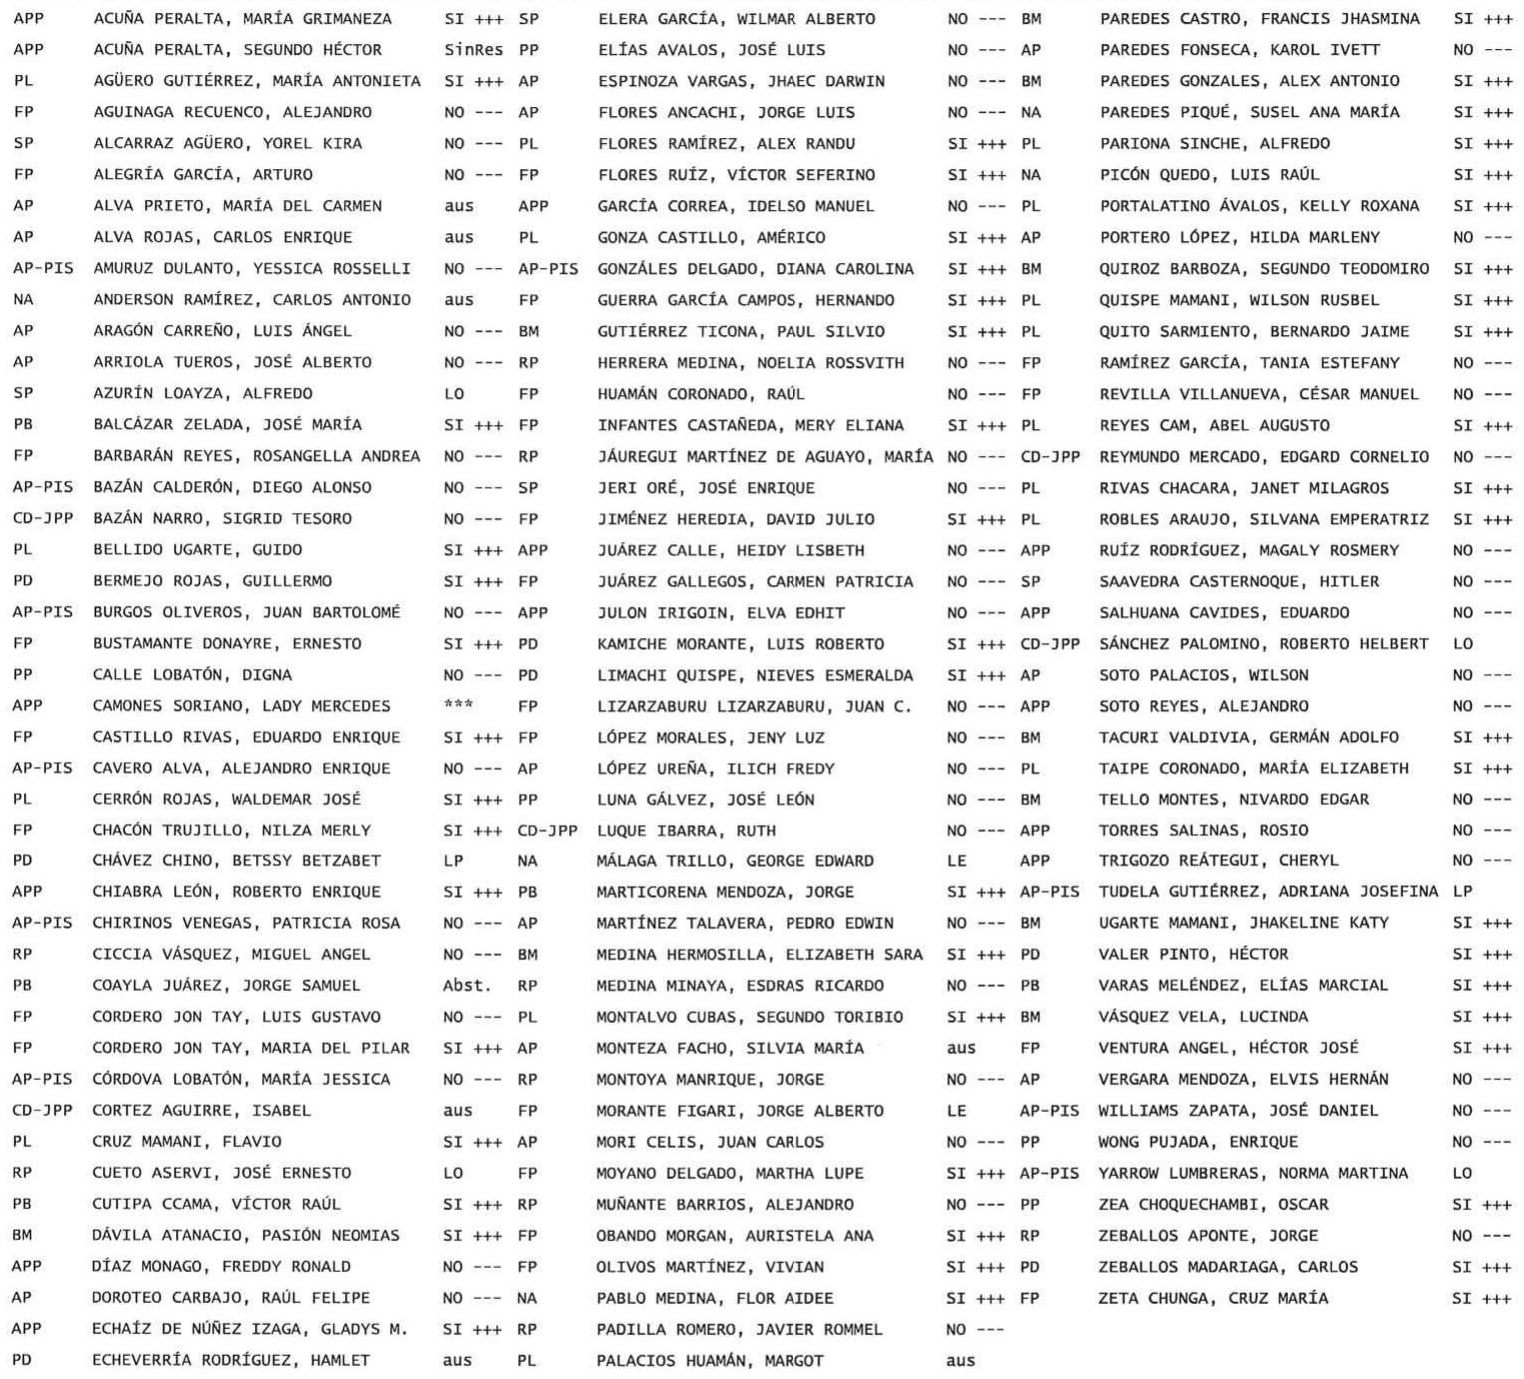 APP ACUÑA PERALTA, MARÍA GRIMANEZA SI +++ SP ELERA GARCÍA, WILMAR ALBERTO NO --- BM PAREDES CASTRO, FRANCIS JHASMINA SI +++
APP ACUÑA PERALTA, SEGUNDO HÉCTOR SinRes PP ELÍAS AVALOS, JOSÉ LUIS NO --- AP PAREDES FONSECA, KAROL IVETT NO ---
PL AGÜERO GUTIÉRREZ, MARÍA ANTONIETA SI +++ AP ESPINOZA VARGAS, JHAEC DARWIN NO --- BM PAREDES GONZALES, ALEX ANTONIO SI +++
FP AGUINAGA RECUENCO, ALEJANDRO NO --- AP FLORES ANCACHI, JORGE LUIS NO --- NA PAREDES PIQUÉ, SUSEL ANA MARÍA SI +++
SP ALCARRAZ AGÜERO, YOREL KIRA NO --- PL FLORES RAMÍREZ, ALEX RANDU SI +++ PL PARIONA SINCHE, ALFREDO SI +++
FP ALEGRÍA GARCÍA, ARTURO NO --- FP FLORES RUÍZ, VÍCTOR SEFERINO SI +++ NA PICÓN QUEDO, LUIS RAÚL SI +++
AP ALVA PRIETO, MARÍA DEL CARMEN aus APP GARCÍA CORREA, IDELSO MANUEL NO --- PL PORTALATINO ÁVALOS, KELLY ROXANA SI +++
AP ALVA ROJAS, CARLOS ENRIQUE aus PL GONZA CASTILLO, AMÉRICO SI +++ AP PORTERO LÓPEZ, HILDA MARLENY NO ---
AP-PIS AMURUZ DULANTO, YESSICA ROSSELLI NO --- AP-PIS GONZÁLES DELGADO, DIANA CAROLINA SI +++ BM QUIROZ BARBOZA, SEGUNDO TEODOMIRO SI +++
NA ANDERSON RAMÍREZ, CARLOS ANTONIO aus FP GUERRA GARCÍA CAMPOS, HERNANDO SI +++ PL QUISPE MAMANI, WILSON RUSBEL SI +++
AP ARAGÓN CARREÑO, LUIS ÁNGEL NO --- BM GUTIÉRREZ TICONA, PAUL SILVIO SI +++ PL QUITO SARMIENTO, BERNARDO JAIME SI +++
AP ARRIOLA TUEROS, JOSÉ ALBERTO NO --- RP HERRERA MEDINA, NOELIA ROSSVITH NO --- FP RAMÍREZ GARCÍA, TANIA ESTEFANY NO ---
SP AZURÍN LOAYZA, ALFREDO LO FP HUAMÁN CORONADO, RAÚL NO --- FP REVILLA VILLANUEVA, CÉSAR MANUEL NO ---
PB BALCÁZAR ZELADA, JOSÉ MARÍA SI +++ FP INFANTES CASTAÑEDA, MERY ELIANA SI +++ PL REYES CAM, ABEL AUGUSTO SI +++
FP BARBARÁN REYES, ROSANGELLA ANDREA NO --- RP JÁUREGUI MARTÍNEZ DE AGUAYO, MARÍA NO --- CD-JPP REYMUNDO MERCADO, EDGARD CORNELIO NO ---
AP-PIS BAZÁN CALDERÓN, DIEGO ALONSO NO --- SP JERI ORÉ, JOSÉ ENRIQUE NO --- PL RIVAS CHACARA, JANET MILAGROS SI +++
CD-JPP BAZÁN NARRO, SIGRID TESORO NO --- FP JIMÉNEZ HEREDIA, DAVID JULIO SI +++ PL ROBLES ARAUJO, SILVANA EMPERATRIZ SI +++
PL BELLIDO UGARTE, GUIDO SI +++ APP JUÁREZ CALLE, HEIDY LISBETH NO --- APP RUÍZ RODRÍGUEZ, MAGALY ROSMERY NO ---
PD BERMEJO ROJAS, GUILLERMO SI +++ FP JUÁREZ GALLEGOS, CARMEN PATRICIA NO --- SP SAAVEDRA CASTERNOQUE, HITLER NO ---
AP-PIS BURGOS OLIVEROS, JUAN BARTOLOMÉ NO --- APP JULON IRIGOIN, ELVA EDHIT NO --- APP SALHUANA CAVIDES, EDUARDO NO ---
FP BUSTAMANTE DONAYRE, ERNESTO SI +++ PD KAMICHE MORANTE, LUIS ROBERTO SI +++ CD-JPP SÁNCHEZ PALOMINO, ROBERTO HELBERT LO
PP CALLE LOBATÓN, DIGNA NO --- PD LIMACHI QUISPE, NIEVES ESMERALDA SI +++ AP SOTO PALACIOS, WILSON NO ---
APP CAMONES SORIANO, LADY MERCEDES *** FP LIZARZABURU LIZARZABURU, JUAN C. NO --- APP SOTO REYES, ALEJANDRO NO ---
FP CASTILLO RIVAS, EDUARDO ENRIQUE SI +++ FP LÓPEZ MORALES, JENY LUZ NO --- BM TACURI VALDIVIA, GERMÁN ADOLFO SI +++
AP-PIS CAVERO ALVA, ALEJANDRO ENRIQUE NO --- AP LÓPEZ UREÑA, ILICH FREDY NO --- PL TAIPE CORONADO, MARÍA ELIZABETH SI +++
PL CERRÓN ROJAS, WALDEMAR JOSÉ SI +++ PP LUNA GÁLVEZ, JOSÉ LEÓN NO --- BM TELLO MONTES, NIVARDO EDGAR NO ---
FP CHACÓN TRUJILLO, NILZA MERLY SI +++ CD-JPP LUQUE IBARRA, RUTH NO --- APP TORRES SALINAS, ROSIO NO ---
PD CHÁVEZ CHINO, BETSSY BETZABET LP NA MÁLAGA TRILLO, GEORGE EDWARD LE APP TRIGOZO REÁTEGUI, CHERYL NO ---
APP CHIABRA LEÓN, ROBERTO ENRIQUE SI +++ PB MARTICORENA MENDOZA, JORGE SI +++ AP-PIS TUDELA GUTIÉRREZ, ADRIANA JOSEFINA LP
AP-PIS CHIRINOS VENEGAS, PATRICIA ROSA NO --- AP MARTÍNEZ TALAVERA, PEDRO EDWIN NO --- BM UGARTE MAMANI, JHAKELINE KATY SI +++
RP CICCIA VÁSQUEZ, MIGUEL ANGEL NO --- BM MEDINA HERMOSILLA, ELIZABETH SARA SI +++ PD VALER PINTO, HÉCTOR SI +++
PB COAYLA JUÁREZ, JORGE SAMUEL Abst. RP MEDINA MINAYA, ESDRAS RICARDO NO --- PB VARAS MELÉNDEZ, ELÍAS MARCIAL SI +++
FP CORDERO JON TAY, LUIS GUSTAVO NO --- PL MONTALVO CUBAS, SEGUNDO TORIBIO SI +++ BM VÁSQUEZ VELA, LUCINDA SI +++
FP CORDERO JON TAY, MARIA DEL PILAR SI +++ AP MONTEZA FACHO, SILVIA MARÍA aus FP VENTURA ANGEL, HÉCTOR JOSÉ SI +++
AP-PIS CÓRDOVA LOBATÓN, MARÍA JESSICA NO --- RP MONTOYA MANRIQUE, JORGE NO --- AP VERGARA MENDOZA, ELVIS HERNÁN NO ---
CD-JPP CORTEZ AGUIRRE, ISABEL aus FP MORANTE FIGARI, JORGE ALBERTO LE AP-PIS WILLIAMS ZAPATA, JOSÉ DANIEL NO ---
PL CRUZ MAMANI, FLAVIO SI +++ AP MORI CELIS, JUAN CARLOS NO --- PP WONG PUJADA, ENRIQUE NO ---
RP CUETO ASERVI, JOSÉ ERNESTO LO FP MOYANO DELGADO, MARTHA LUPE SI +++ AP-PIS YARROW LUMBRERAS, NORMA MARTINA LO
PB CUTIPA CCAMA, VÍCTOR RAÚL SI +++ RP MUÑANTE BARRIOS, ALEJANDRO NO --- PP ZEA CHOQUECHAMBI, OSCAR SI +++
BM DÁVILA ATANACIO, PASIÓN NEOMIAS SI +++ FP OBANDO MORGAN, AURISTELA ANA SI +++ RP ZEBALLOS APONTE, JORGE NO ---
APP DÍAZ MONAGO, FREDDY RONALD NO --- FP OLIVOS MARTÍNEZ, VIVIAN SI +++ PD ZEBALLOS MADARIAGA, CARLOS SI +++
AP DOROTEO CARBAJO, RAÚL FELIPE NO --- NA PABLO MEDINA, FLOR AIDEE SI +++ FP ZETA CHUNGA, CRUZ MARÍA SI +++
APP ECHAÍZ DE NÚÑEZ IZAGA, GLADYS M. SI +++ RP PADILLA ROMERO, JAVIER ROMMEL NO ---
PD ECHEVERRÍA RODRÍGUEZ, HAMLET aus PL PALACIOS HUAMÁN, MARGOT aus